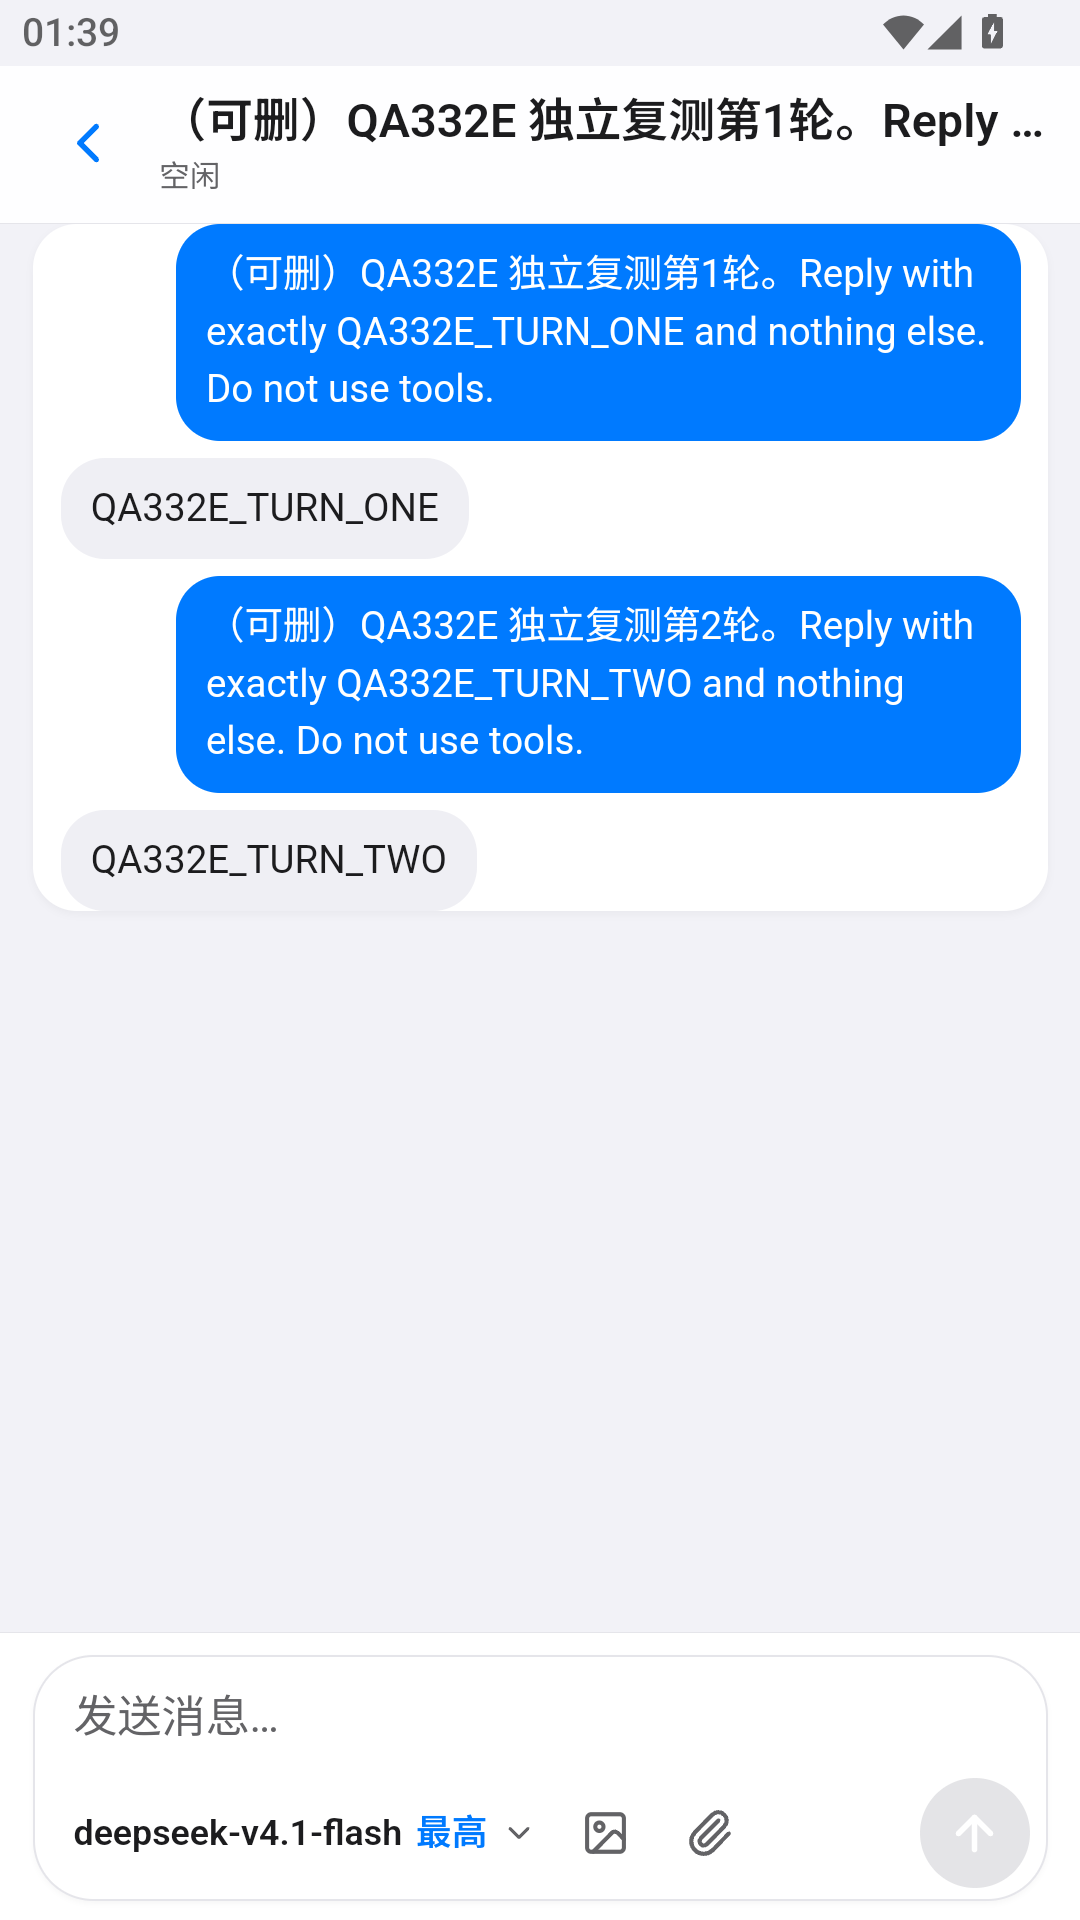 01:39
（可删）QA332E 独立复测第1轮。Reply ...
空闲
（可删）QA332E 独立复测第1轮。Reply with
exactly QA332E_TURN_ONE and nothing else.
Do not use tools.
QA332E_TURN_ONE
（可删）QA332E 独立复测第2轮。Reply with
exactly QA332E_TURN_TWO and nothing
else. Do not use tools.
QA332E_TURN_TWO
发送消息...
deepseek-v4.1-flash 最高